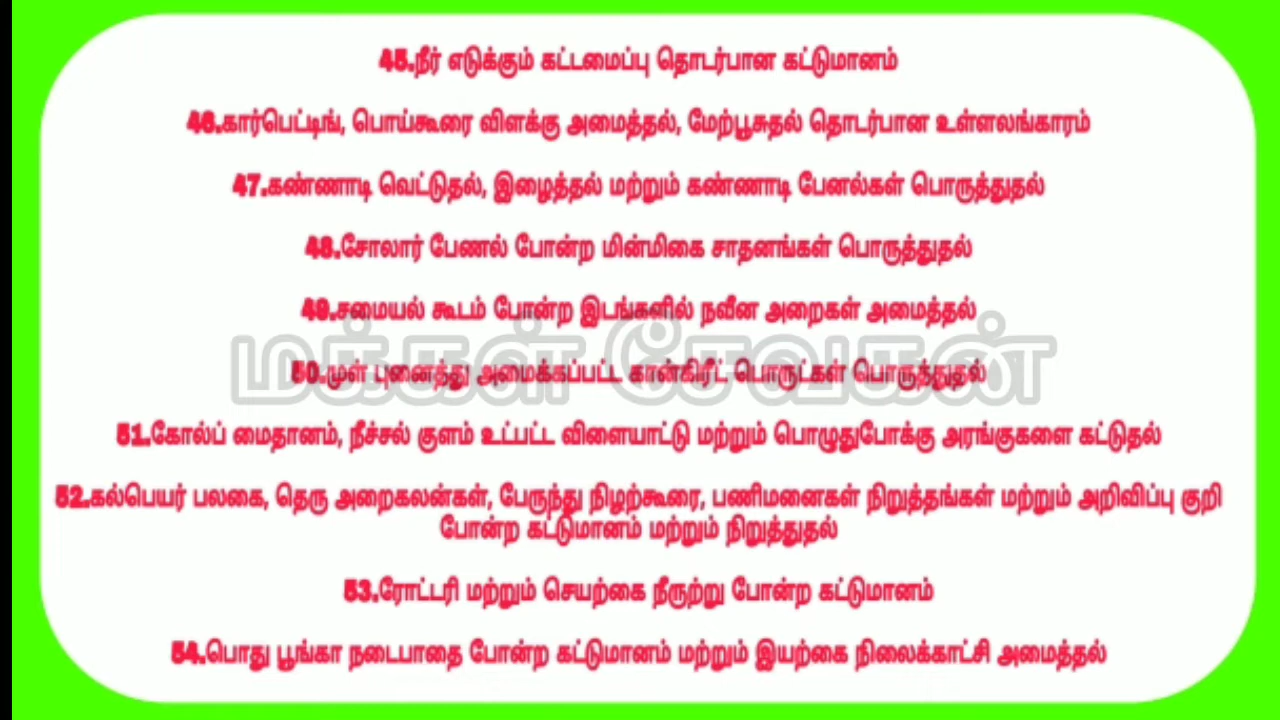 45.நீர் எடுக்கும் கட்டமைப்பு தொடர்பான கட்டுமானம்
46.கார்பெட்டிங், பொய்கூரை விளக்கு அமைத்தல், மேற்பூசுதல் தொடர்பான உள்ளலங்காரம்
47.கண்ணாடி வெட்டுதல், இழைத்தல் மற்றும் கண்ணாடி பேனல்கள் பொருத்துதல்
48.சோலார் பேணல் போன்ற மின்மிகை சாதனங்கள் பொருத்துதல்
49.சமையல் கூடம் போன்ற இடங்களில் நவீன அறைகள் அமைத்தல்
மக்கள் சேவகன்
50.முள் புனைத்து அமைக்கப்பட்ட கான்கிரீட் பொருட்கள் பொருந்துதல்
51.கோல்ப் மைதானம், நீச்சல் குளம் உட்பட்ட விளையாட்டு மற்றும் பொழுதுபோக்கு அரங்குகளை கட்டுதல்
52.கல்பெயர் பலகை, தெரு அறைகலன்கள், பேருந்து நிழற்கூரை, பணிமனைகள் நிறுத்தங்கள் மற்றும் அறிவிப்பு குறி
போன்ற கட்டுமானம் மற்றும் நிறுத்துதல்
53.ரோட்டரி மற்றும் செயற்கை நீருற்று போன்ற கட்டுமானம்
54.பொது பூங்கா நடைபாதை போன்ற கட்டுமானம் மற்றும் இயற்கை நிலைக்காட்சி அமைத்தல்